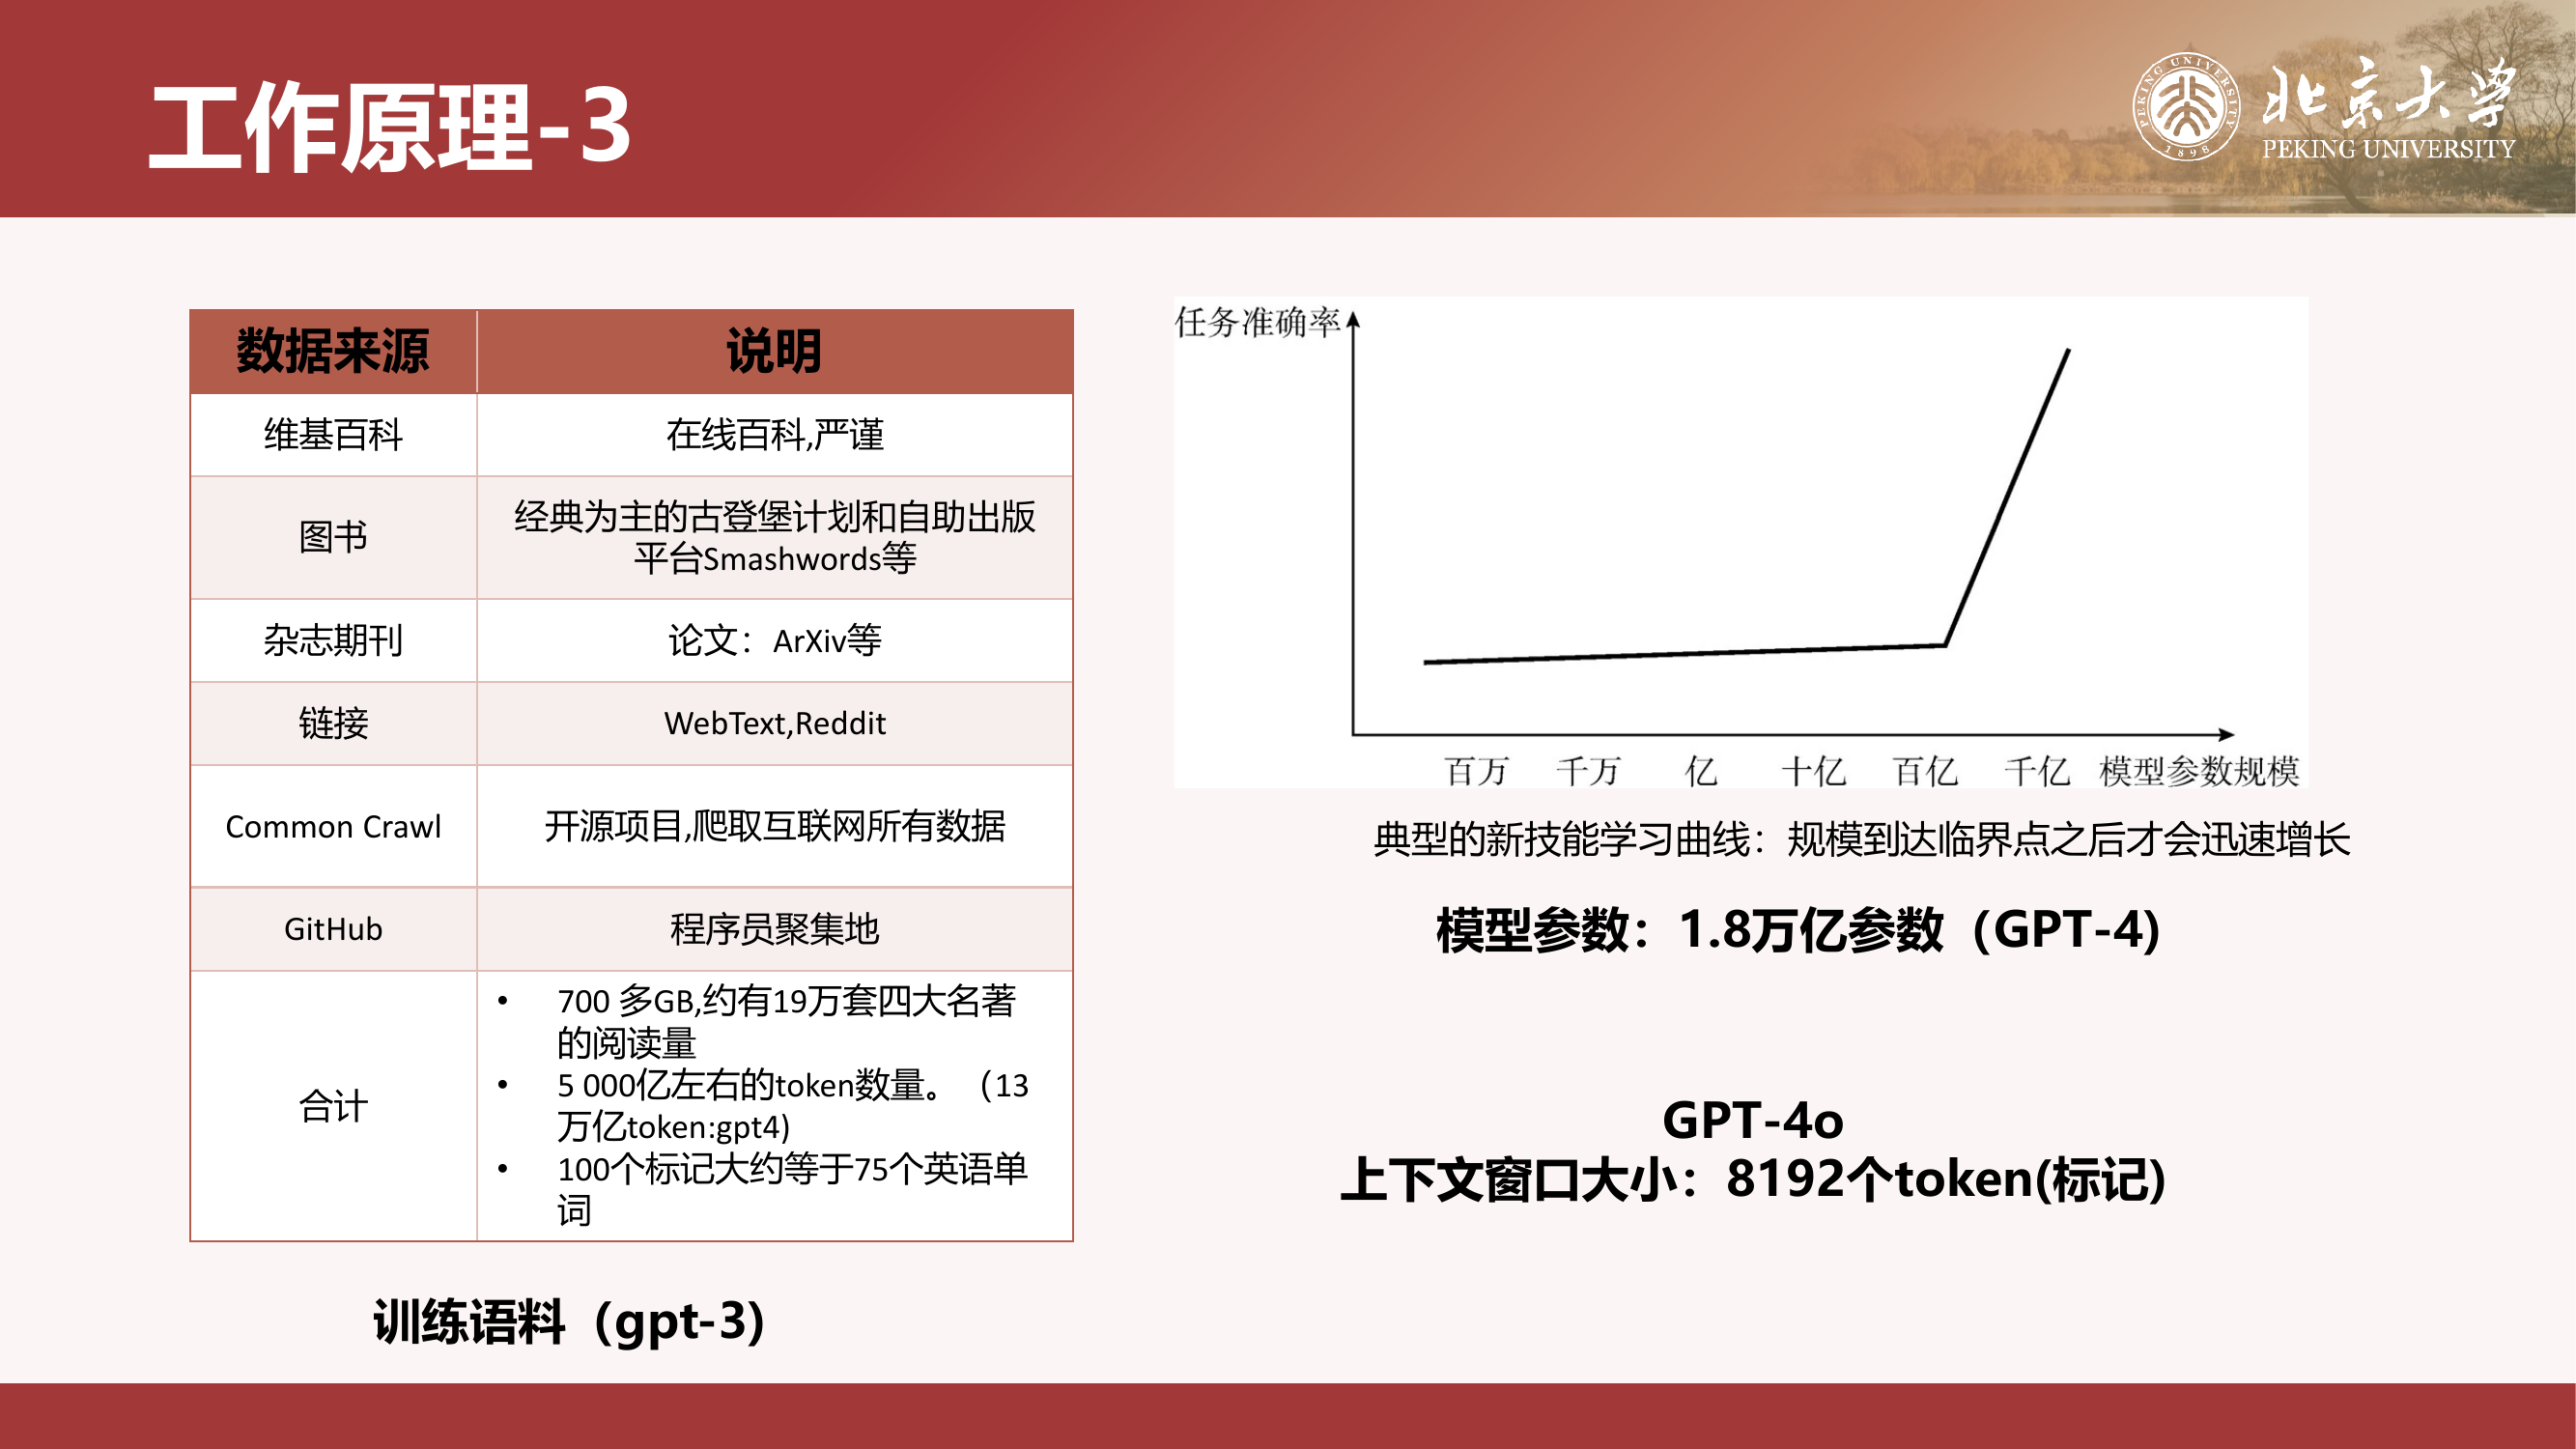 工作原理-3
PEKING UNIVERSITY
1898
北京大学
PEKING UNIVERSITY
数据来源 说明
维基百科 在线百科,严谨
图书 经典为主的古登堡计划和自助出版
平台Smashwords等
杂志期刊 论文：ArXiv等
链接 WebText,Reddit
Common Crawl 开源项目,爬取互联网所有数据
GitHub 程序员聚集地
合计
• 700 多GB,约有19万套四大名著
的阅读量
• 5 000亿左右的token数量。（13
万亿token:gpt4)
• 100个标记大约等于75个英语单
词
训练语料（gpt-3)
任务准确率
百万 千万 亿 十亿 百亿 千亿 模型参数规模
典型的新技能学习曲线：规模到达临界点之后才会迅速增长
模型参数：1.8万亿参数（GPT-4)
GPT-4o
上下文窗口大小：8192个token(标记)